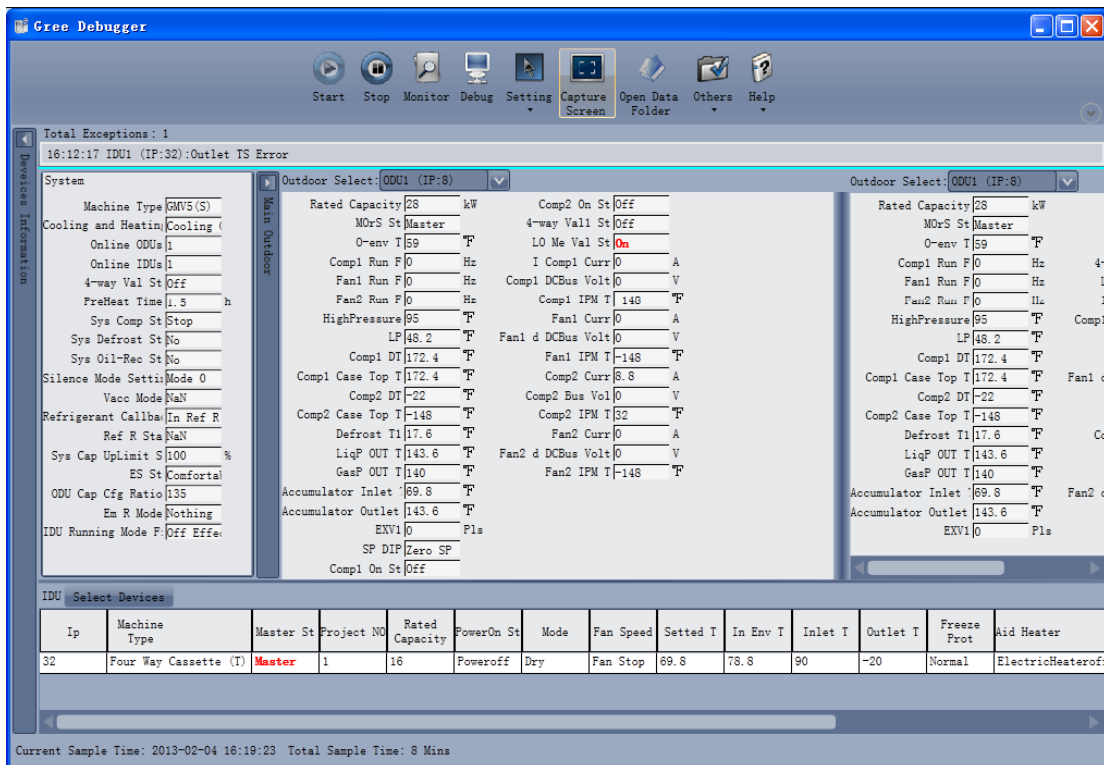 Gree Debugger
Start Stop Monitor Debug Setting Capture Screen Open Data Folder Others Help
Total Exceptions: 1
16:12:17 IDU1 (IP:32):Outlet TS Error
Deveices Information
System
Machine Type GMV5(S)
Cooling and Heating Cooling (
Online ODUs 1
Online IDUs 1
4-way Val St Off
PreHeat Time 1.5 h
Sys Comp St Stop
Sys Defrost St No
Sys Oil-Rec St No
Silence Mode Setti Mode 0
Vacc Mode NaN
Refrigerant Callba In Ref R
Ref R Sta NaN
Sys Cap UpLimit S 100 %
ES St Comfortal
ODU Cap Cfg Ratio 135
Em R Mode Nothing
IDU Running Mode F: Off Effe
Main Outdoor
Outdoor Select: ODU1 (IP:8)
Rated Capacity 28 kW
MOrS St Master
O-env T 59 ℉
Comp1 Run F 0 Hz
Fan1 Run F 0 Hz
Fan2 Run F 0 Hz
HighPressure 95 ℉
LP 48.2 ℉
Comp1 DT 172.4 ℉
Comp1 Case Top T 172.4 ℉
Comp2 DT -22 ℉
Comp2 Case Top T -148 ℉
Defrost T1 17.6 ℉
LiqP OUT T 143.6 ℉
GasP OUT T 140 ℉
Accumulator Inlet 69.8 ℉
Accumulator Outlet 143.6 ℉
EXV1 0 Pls
SP DIP Zero SP
Comp1 On St Off
Comp2 On St Off
4-way Val1 St Off
LO Me Val St On
I Comp1 Curr 0 A
Comp1 DCBus Volt 0 V
Comp1 IPM T 148 ℉
Fan1 Curr 0 A
Fan1 d DCBus Volt 0 V
Fan1 IPM T -148 ℉
Comp2 Curr 8.8 A
Comp2 Bus Vol 0 V
Comp2 IPM T 32 ℉
Fan2 Curr 0 A
Fan2 d DCBus Volt 0 V
Fan2 IPM T -148 ℉
Outdoor Select: ODU1 (IP:8)
Rated Capacity 28 kW
MOrS St Master
O-env T 59 ℉
Comp1 Run F 0 Hz 4-
Fan1 Run F 0 Hz
Fan2 Run F 0 Hz
HighPressure 95 ℉ Comp1
LP 48.2 ℉
Comp1 DT 172.4 ℉
Comp1 Case Top T 172.4 ℉ Fan1 d
Comp2 DT -22 ℉
Comp2 Case Top T -148 ℉
Defrost T1 17.6 ℉ Co
LiqP OUT T 143.6 ℉
GasP OUT T 140 ℉
Accumulator Inlet 69.8 ℉ Fan2 d
Accumulator Outlet 143.6 ℉
EXV1 0 Pls
IDU Select Devices
Ip Machine Type Master St Project NO Rated Capacity PowerOn St Mode Fan Speed Setted T In Env T Inlet T Outlet T Freeze Prot Aid Heater
32 Four Way Cassette (T) Master 1 16 Poweroff Dry Fan Stop 69.8 78.8 90 -20 Normal ElectricHeaterof
Current Sample Time: 2013-02-04 16:19:23 Total Sample Time: 8 Mins